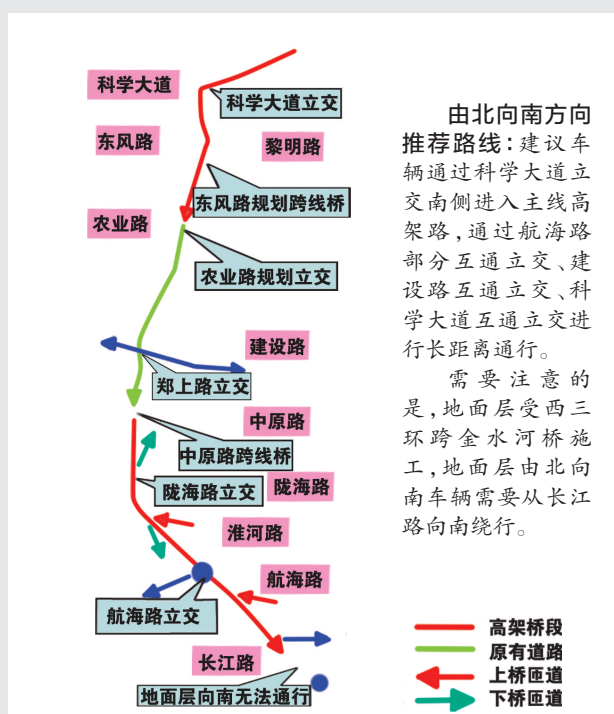 科学大道
科学大道立交
东风路
黎明路
东风路规划跨线桥
农业路
农业路规划立交
建设路
郑上路立交
中原路
中原路跨线桥
陇海路立交
陇海路
淮河路
航海路
航海路立交
长江路
地面层向南无法通行
由北向南方向
推荐路线:建议车
辆通过科学大道立
交南侧进入主线高
架路,通过航海路
部分互通立交、建
设路互通立交、科
学大道互通立交进
行长距离通行。
需要注意的
是,地面层受西三
环跨金水河桥施
工,地面层由北向
南车辆需要从长江
路向南绕行。
高架桥段
原有道路
上桥匝道
下桥匝道